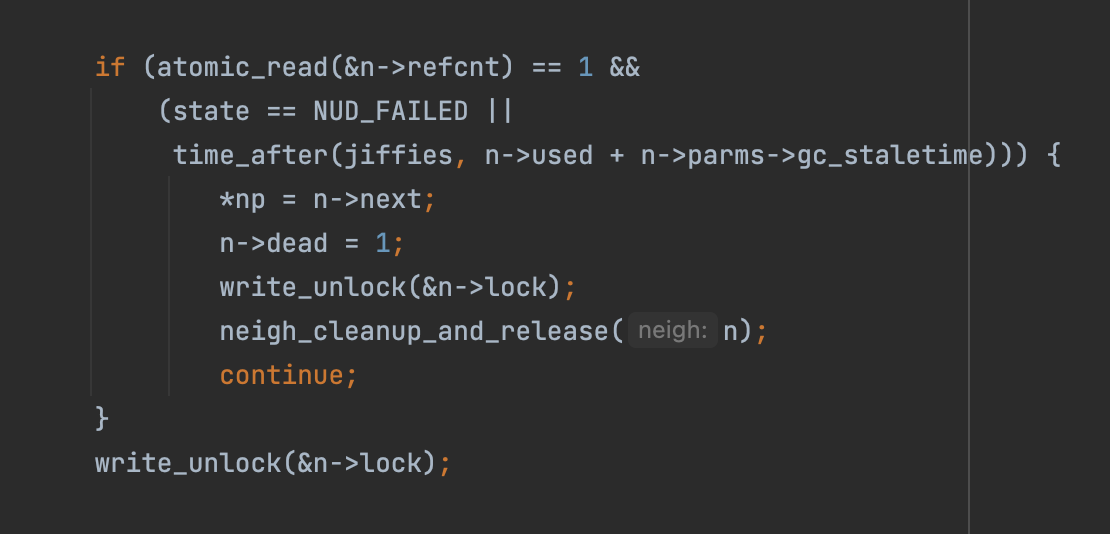 if (atomic_read(&n->refcnt) == 1 &&
(state == NUD_FAILED ||
time_after(jiffies, n->used + n->parms->gc_staletime))) {
*np = n->next;
n->dead = 1;
write_unlock(&n->lock);
neigh_cleanup_and_release( neigh: n);
continue;
}
write_unlock(&n->lock);